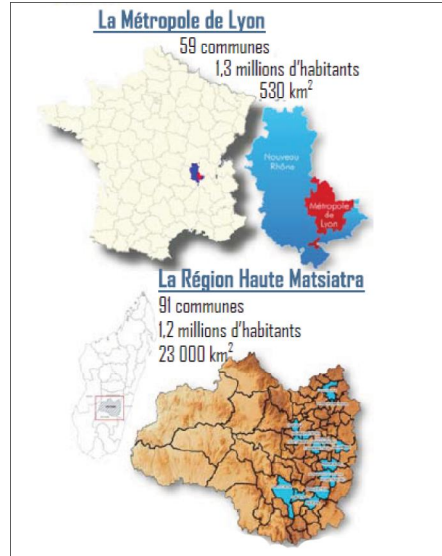 La Métropole de Lyon
59 communes
1,3 millions d'habitants
530 km²
Nouveau
Rhône
Métropole
de
Lyon
La Région Haute Matsiatra
91 communes
1,2 millions d'habitants
23 000 km²